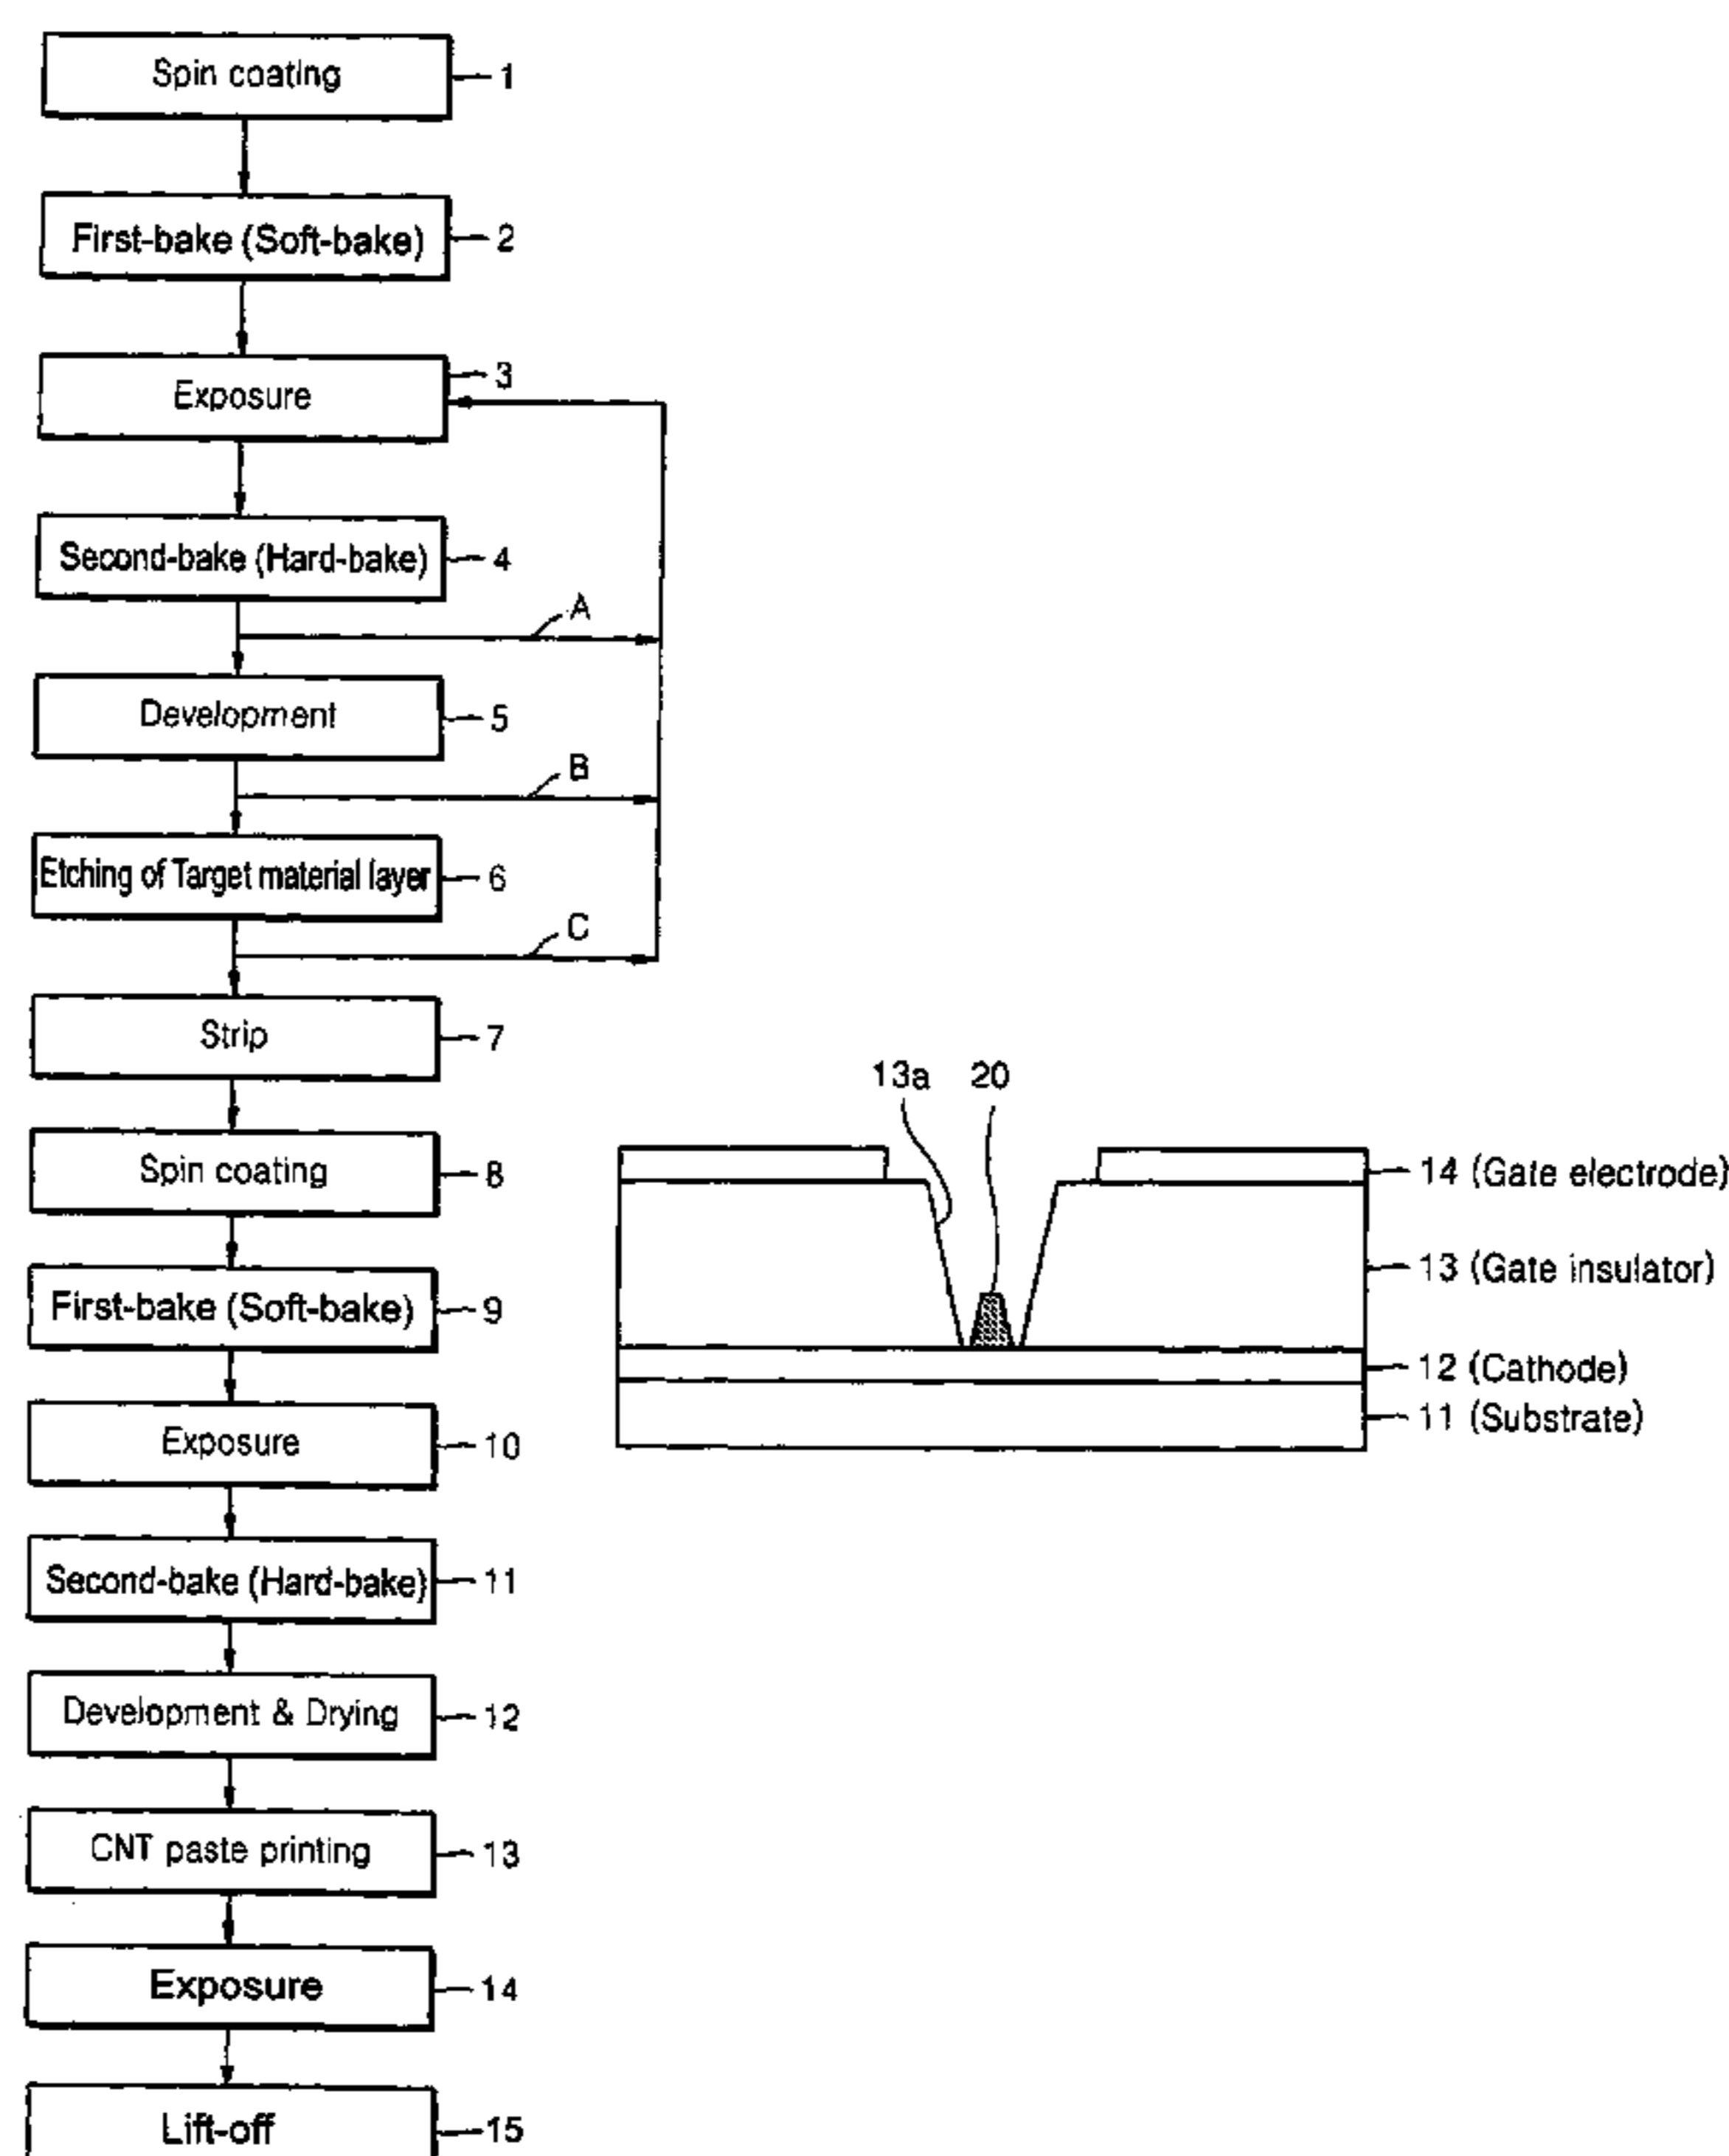 Spin coating 1
First-bake (Soft-bake) 2
Exposure 3
Second-bake (Hard-bake) 4
A
Development 5
B
Etching of Target material layer 6
C
Strip 7
Spin coating 8
First-bake (Soft-bake) 9
Exposure 10
Second-bake (Hard-bake) 11
Development & Drying 12
CNT paste printing 13
Exposure 14
Lift-off 15
13a 20
14 (Gate electrode)
13 (Gate insulator)
12 (Cathode)
11 (Substrate)